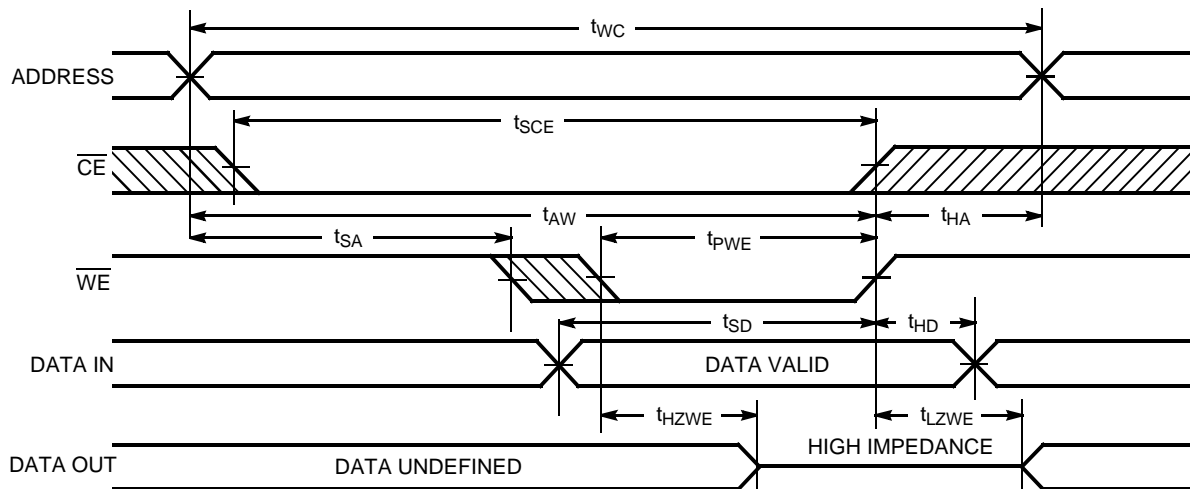 tWC
ADDRESS
tSCE
CE
tAW
tHA
tSA
tPWE
WE
tSD
tHD
DATA IN
DATA VALID
tHZWE
tLZWE
HIGH IMPEDANCE
DATA OUT
DATA UNDEFINED